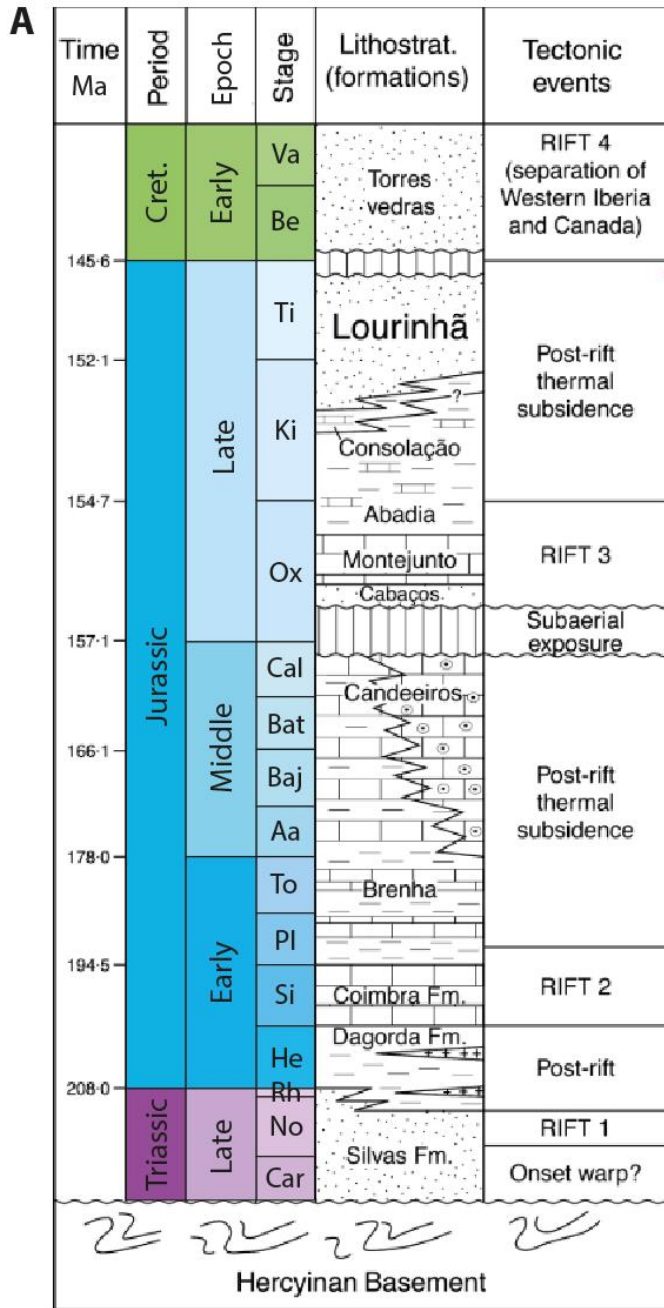 A
Time
Ma
Period
Epoch
Stage
Lithostrat.
(formations)
Tectonic
events
Cret.
Early
Va
Be
Torres
vedras
RIFT 4
(separation of
Western Iberia
and Canada)
145·6
Jurassic
Late
Ti
Lourinhã
152·1
Ki
?
Consolação
Post-rift
thermal
subsidence
154·7
Ox
Abadia
Montejunto
Cabaços
RIFT 3
Subaerial
exposure
157·1
Middle
Cal
Candeeiros
Bat
166·1
Baj
Aa
Post-rift
thermal
subsidence
178·0
Early
To
Brenha
Pl
194·5
Si
Coimbra Fm.
RIFT 2
He
Dagorda Fm.
Post-rift
208·0
Triassic
Late
Rh
No
RIFT 1
Silvas Fm.
Car
Onset warp?
Hercyinan Basement